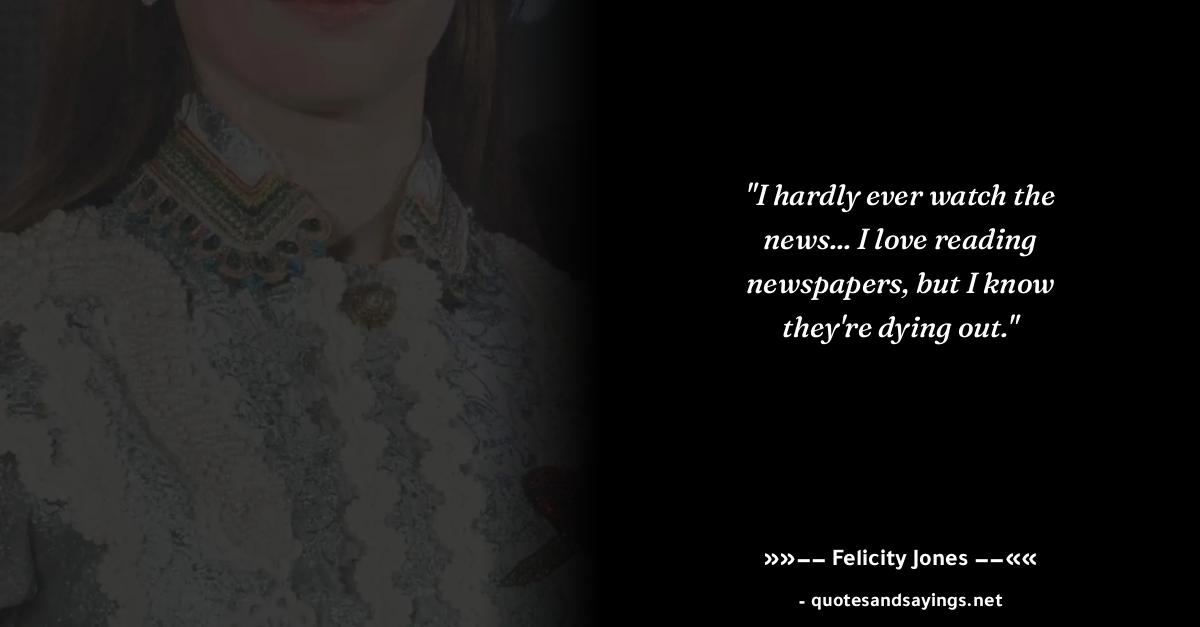 "I hardly ever watch the
news... I love reading
newspapers, but I know
they're dying out."
»»–– Felicity Jones ––««
- quotesandsayings.net